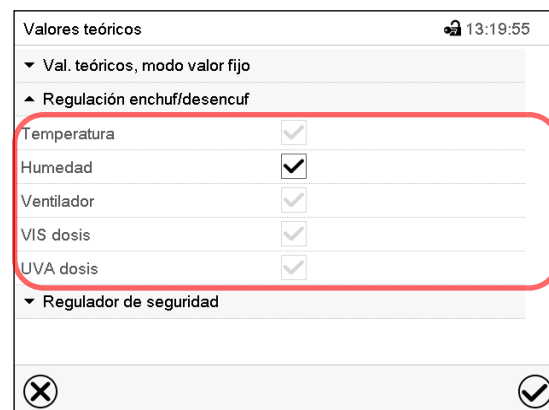 Valores teóricos 13:19:55
Val. teóricos, modo valor fijo
Regulación enchuf/desencuf
Temperatura
Humedad
Ventilador
VIS dosis
UVA dosis
Regulador de seguridad